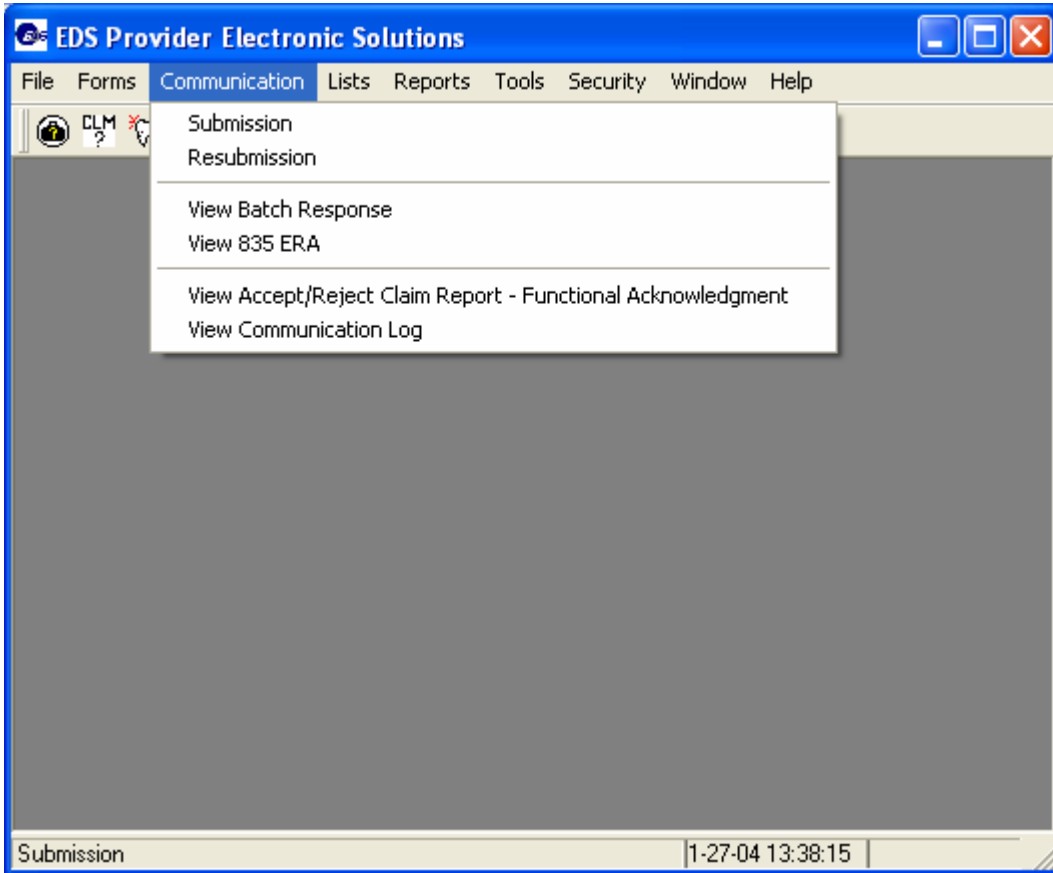 EDS Provider Electronic Solutions
File Forms Communication Lists Reports Tools Security Window Help
CLM ?
Submission
Resubmission
View Batch Response
View 835 ERA
View Accept/Reject Claim Report - Functional Acknowledgment
View Communication Log
Submission 1-27-04 13:38:15